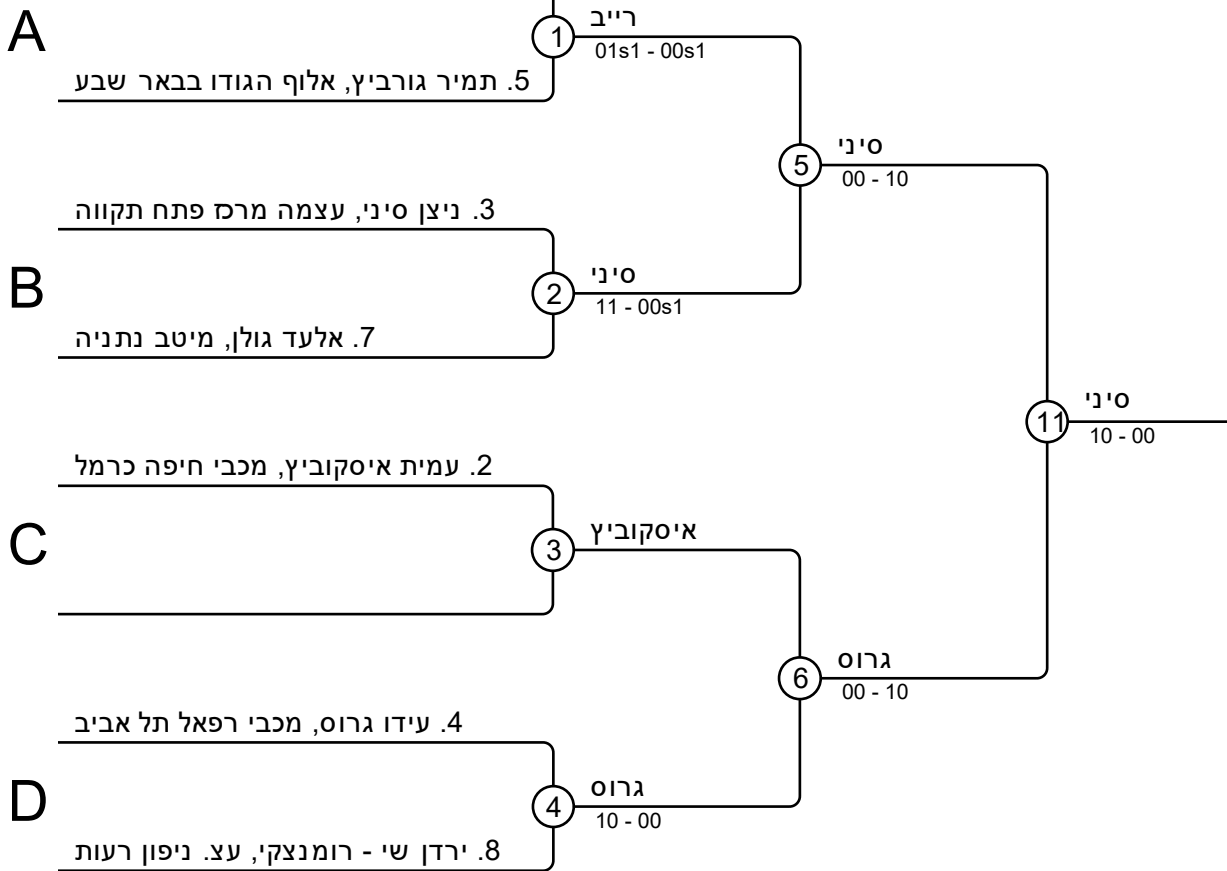 A
1
רייב
01s1 - 00s1
5. תמיר גורביץ, אלוף הגודו בבאר שבע
5
סיני
00 - 10
3. ניצן סיני, עצמה מרכז פתח תקווה
B
2
סיני
11 - 00s1
7. אלעד גולן, מיטב נתניה
11
סיני
10 - 00
2. עמית איסקוביץ, מכבי חיפה כרמל
C
3
איסקוביץ
6
גרוס
00 - 10
4. עידו גרוס, מכבי רפאל תל אביב
D
4
גרוס
10 - 00
8. ירדן שי - רומנצקי, עצ. ניפון רעות